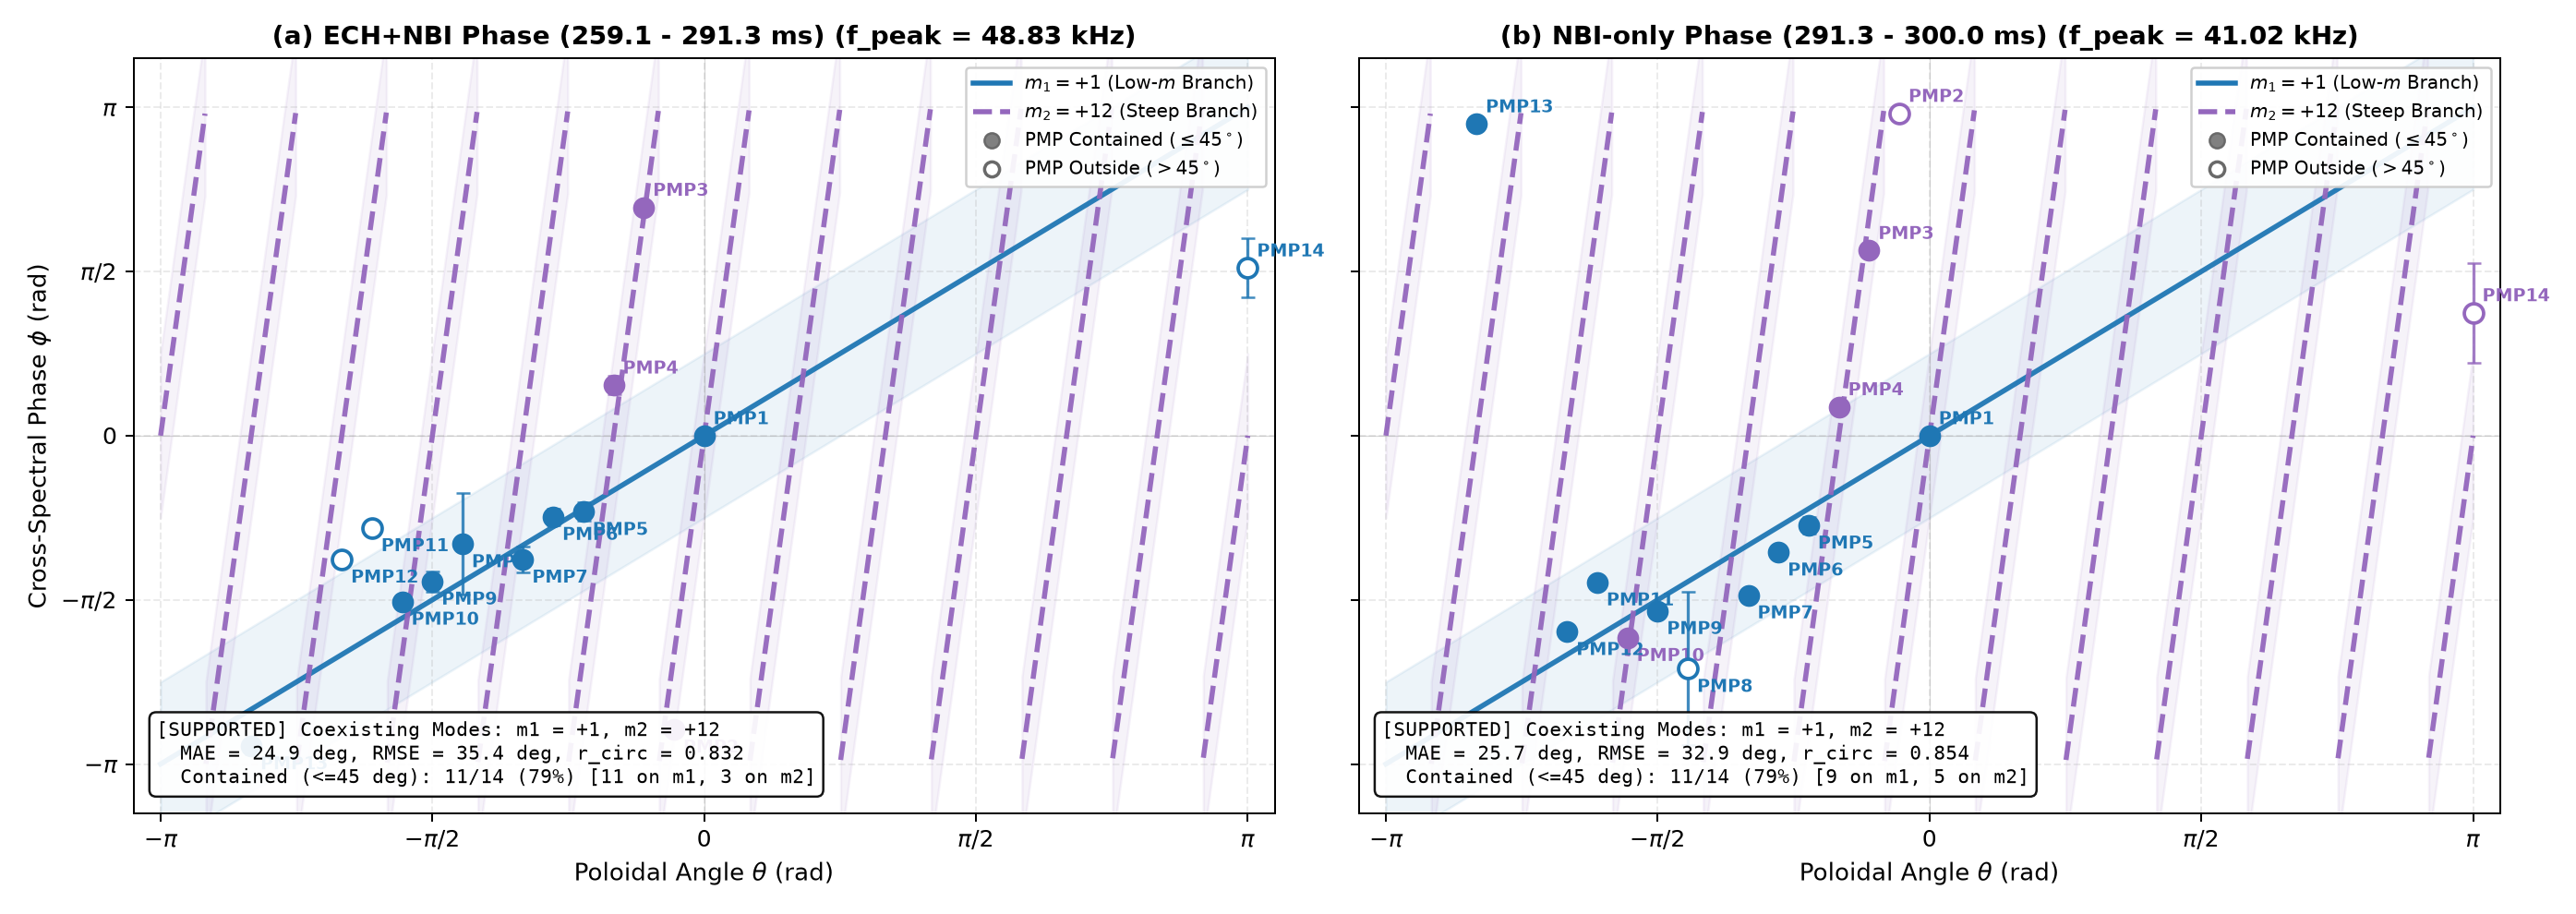 (a) ECH+NBI Phase (259.1 - 291.3 ms) (f_peak = 48.83 kHz)
m₁ = +1 (Low-m Branch)
m₂ = +12 (Steep Branch)
PMP Contained (≤ 45°)
PMP Outside (> 45°)
π
π/2
0
−π/2
−π
Cross-Spectral Phase ϕ (rad)
PMP3
PMP14
PMP4
PMP1
PMP5
PMP11
PMP7
PMP12
PMP9
PMP10
[SUPPORTED] Coexisting Modes: m1 = +1, m2 = +12
MAE = 24.9 deg, RMSE = 35.4 deg, r_circ = 0.832
Contained (<=45 deg): 11/14 (79%) [11 on m1, 3 on m2]
−π
−π/2
0
π/2
π
Poloidal Angle θ (rad)
(b) NBI-only Phase (291.3 - 300.0 ms) (f_peak = 41.02 kHz)
m₁ = +1 (Low-m Branch)
m₂ = +12 (Steep Branch)
PMP Contained (≤ 45°)
PMP Outside (> 45°)
PMP13
PMP2
PMP3
PMP14
PMP4
PMP1
PMP5
PMP6
PMP11
PMP7
PMP9
PMP12
PMP10
PMP8
[SUPPORTED] Coexisting Modes: m1 = +1, m2 = +12
MAE = 25.7 deg, RMSE = 32.9 deg, r_circ = 0.854
Contained (<=45 deg): 11/14 (79%) [9 on m1, 5 on m2]
−π
−π/2
0
π/2
π
Poloidal Angle θ (rad)